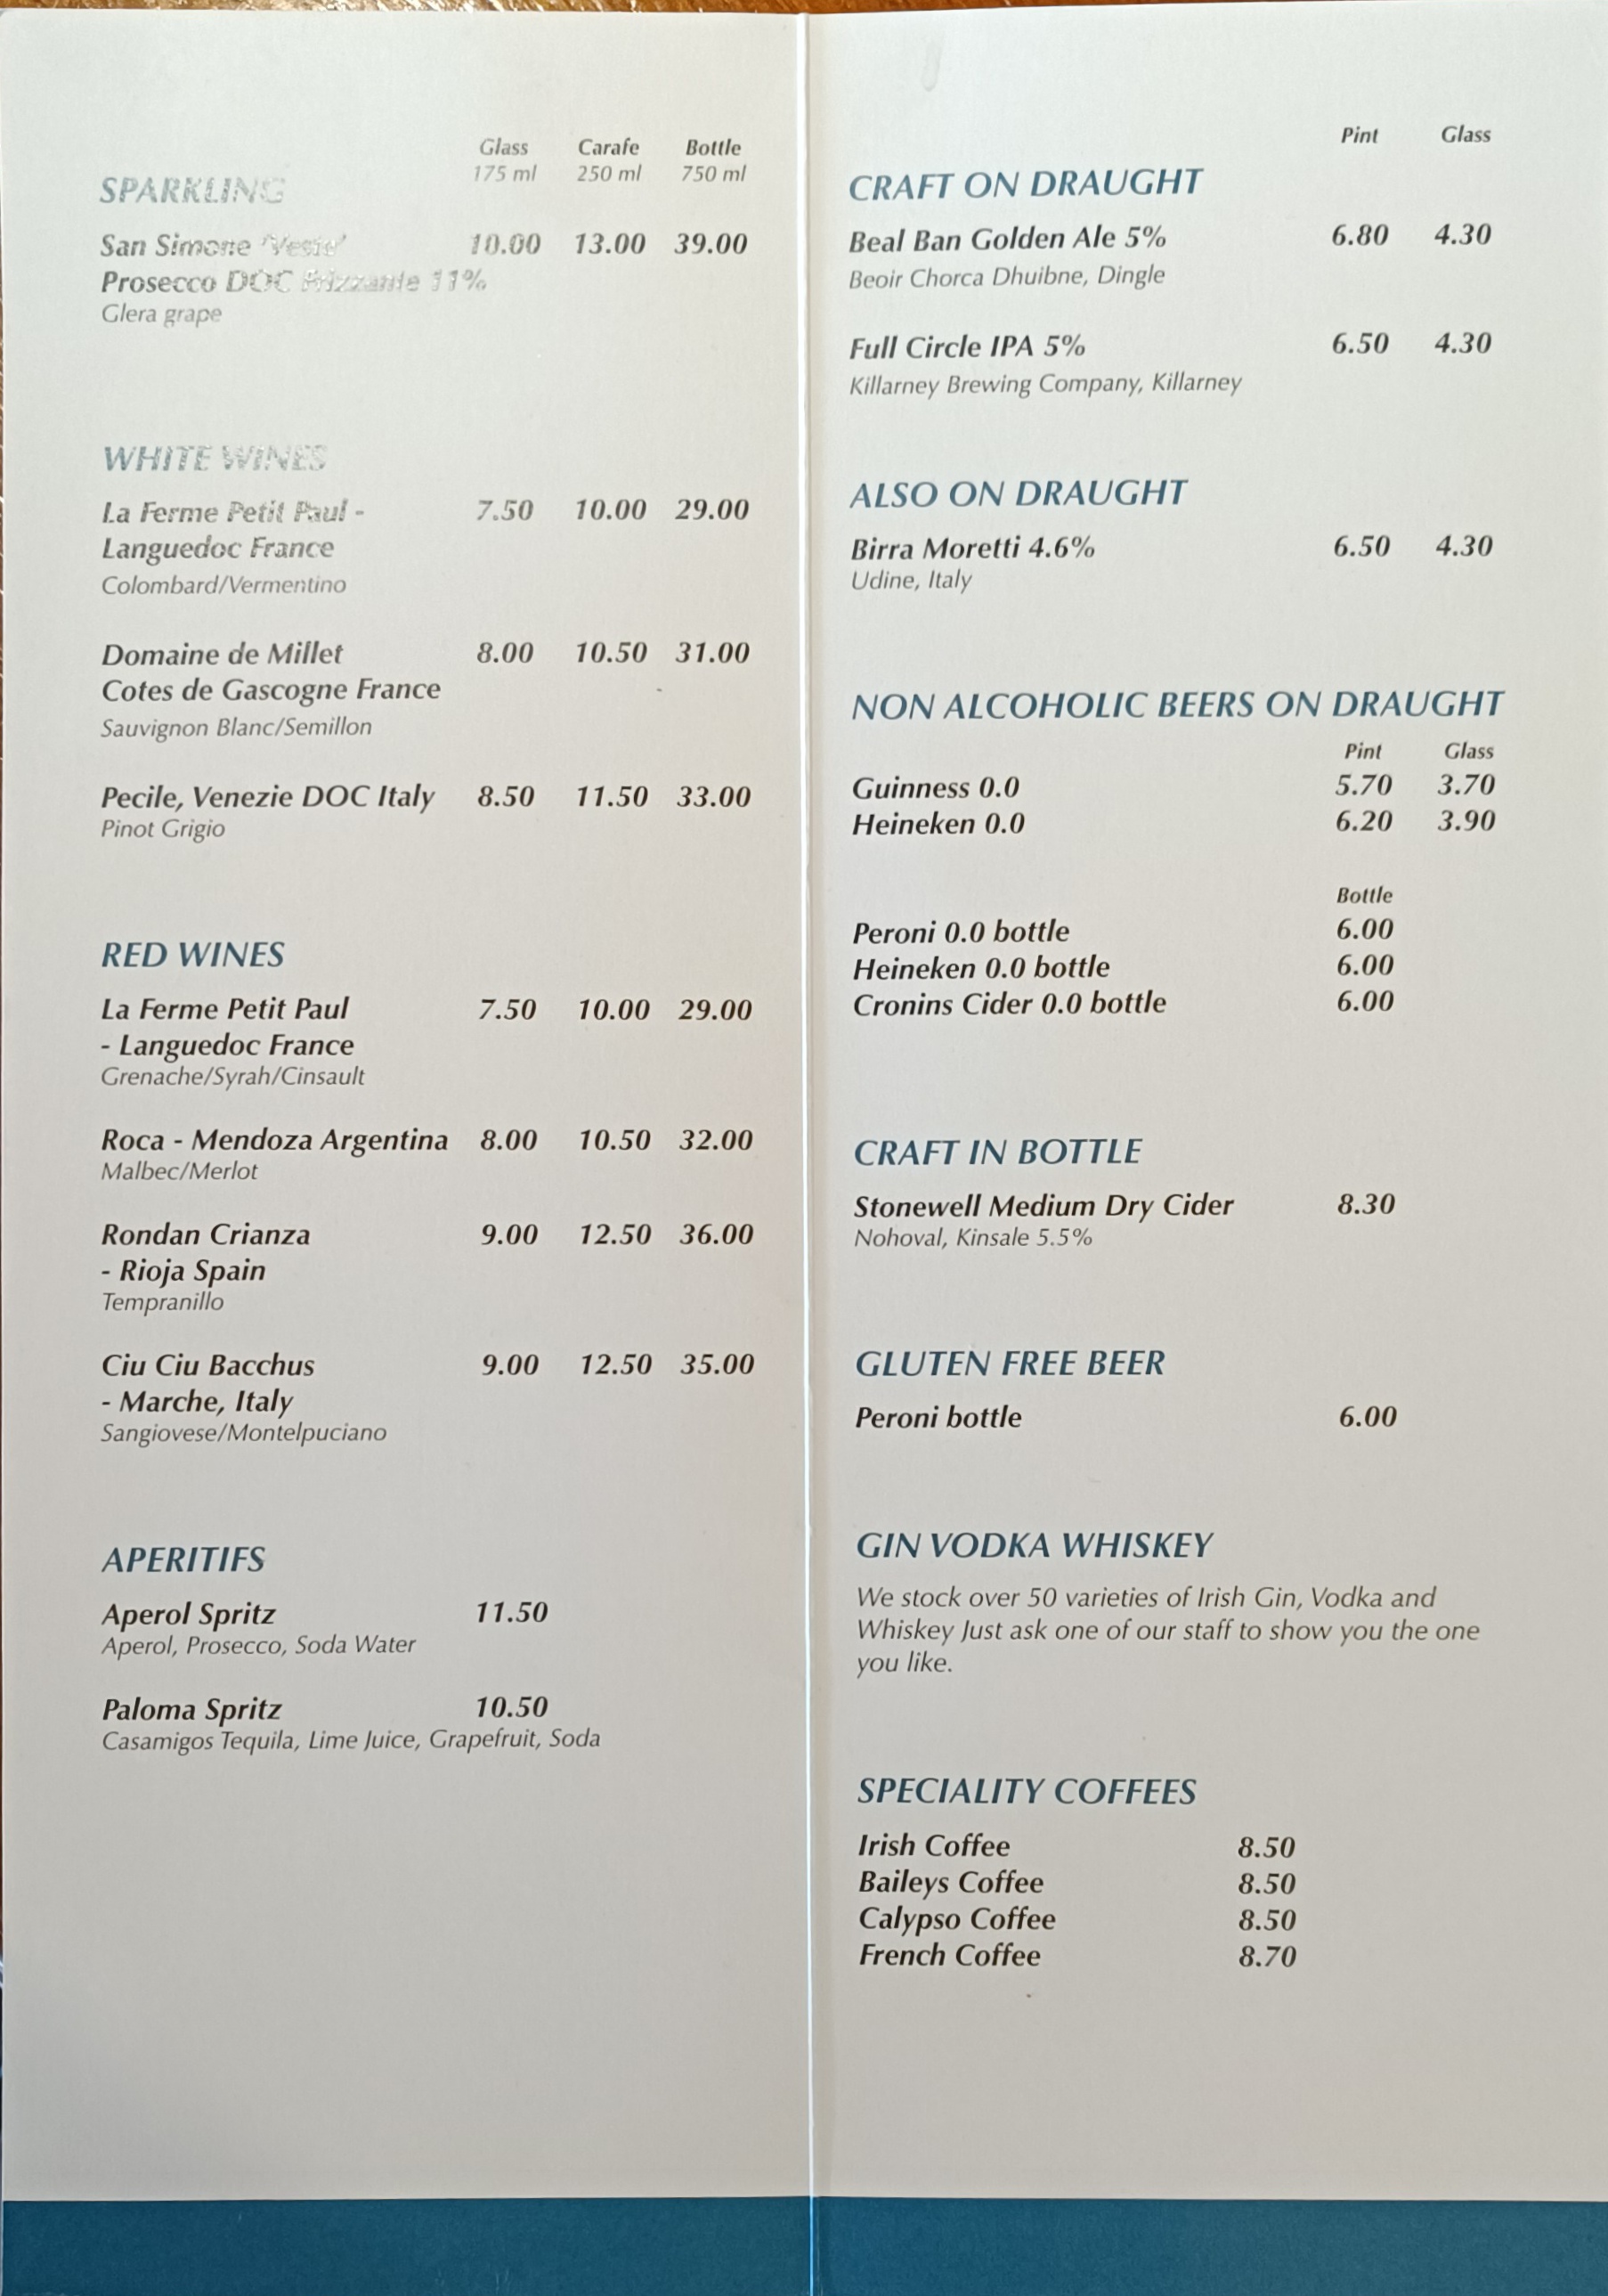 Glass Carafe Bottle
175 ml 250 ml 750 ml
SPARKLING
San Simone 'Veste' 10.00 13.00 39.00
Prosecco DOC Frizzante 11%
Glera grape
WHITE WINES
La Ferme Petit Paul - 7.50 10.00 29.00
Languedoc France
Colombard/Vermentino
Domaine de Millet 8.00 10.50 31.00
Cotes de Gascogne France
Sauvignon Blanc/Semillon
Pecile, Venezie DOC Italy 8.50 11.50 33.00
Pinot Grigio
RED WINES
La Ferme Petit Paul 7.50 10.00 29.00
- Languedoc France
Grenache/Syrah/Cinsault
Roca - Mendoza Argentina 8.00 10.50 32.00
Malbec/Merlot
Rondan Crianza 9.00 12.50 36.00
- Rioja Spain
Tempranillo
Ciu Ciu Bacchus 9.00 12.50 35.00
- Marche, Italy
Sangiovese/Montelpuciano
APERITIFS
Aperol Spritz 11.50
Aperol, Prosecco, Soda Water
Paloma Spritz 10.50
Casamigos Tequila, Lime Juice, Grapefruit, Soda
Pint Glass
CRAFT ON DRAUGHT
Beal Ban Golden Ale 5% 6.80 4.30
Beoir Chorca Dhuibne, Dingle
Full Circle IPA 5% 6.50 4.30
Killarney Brewing Company, Killarney
ALSO ON DRAUGHT
Birra Moretti 4.6% 6.50 4.30
Udine, Italy
NON ALCOHOLIC BEERS ON DRAUGHT
Pint Glass
Guinness 0.0 5.70 3.70
Heineken 0.0 6.20 3.90
Bottle
Peroni 0.0 bottle 6.00
Heineken 0.0 bottle 6.00
Cronins Cider 0.0 bottle 6.00
CRAFT IN BOTTLE
Stonewell Medium Dry Cider 8.30
Nohoval, Kinsale 5.5%
GLUTEN FREE BEER
Peroni bottle 6.00
GIN VODKA WHISKEY
We stock over 50 varieties of Irish Gin, Vodka and
Whiskey Just ask one of our staff to show you the one
you like.
SPECIALITY COFFEES
Irish Coffee 8.50
Baileys Coffee 8.50
Calypso Coffee 8.50
French Coffee 8.70